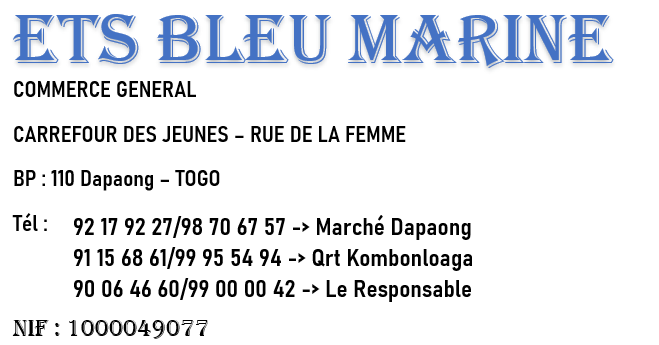 ETS BLEU MARINE
COMMERCE GENERAL
CARREFOUR DES JEUNES – RUE DE LA FEMME
BP : 110 Dapaong – TOGO
Tél : 92 17 92 27/98 70 67 57 -> Marché Dapaong
91 15 68 61/99 95 54 94 -> Qrt Kombonloaga
90 06 46 60/99 00 00 42 -> Le Responsable
NIF : 1000049077